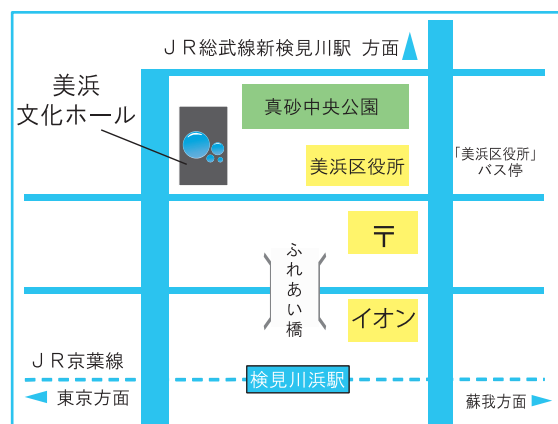 ＪＲ総武線新検見川駅 方面
美浜
文化ホール
真砂中央公園
美浜区役所
「美浜区役所」
バス停
〒
ふれあい橋
イオン
ＪＲ京葉線
検見川浜駅
東京方面
蘇我方面